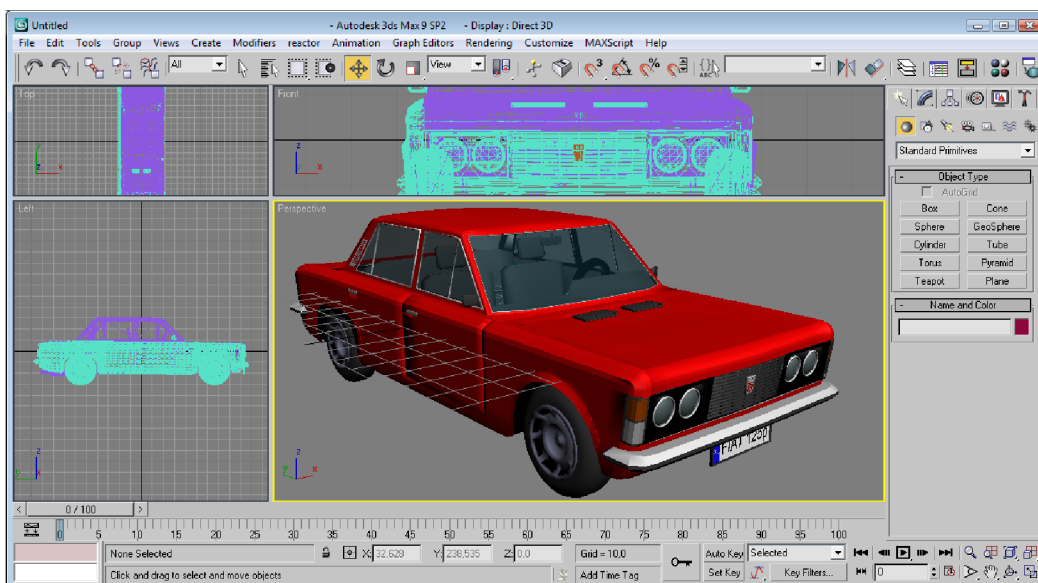 Untitled - Autodesk 3ds Max 9 SP2 - Display : Direct 3D
File Edit Tools Group Views Create Modifiers reactor Animation Graph Editors Rendering Customize MAXScript Help
All View
Top Front
Standard Primitives
Object Type
AutoGrid
Box Cone
Sphere GeoSphere
Cylinder Tube
Torus Pyramid
Teapot Plane
Left Perspective
Name and Color
FIAT 125p
0 / 100
0 5 10 15 20 25 30 35 40 45 50 55 60 65 70 75 80 85 90 95 100
None Selected X: 32,628 Y: 238,535 Z: 0,0 Grid = 10,0 Auto Key Selected
Click and drag to select and move objects Add Time Tag Set Key Key Filters... 0